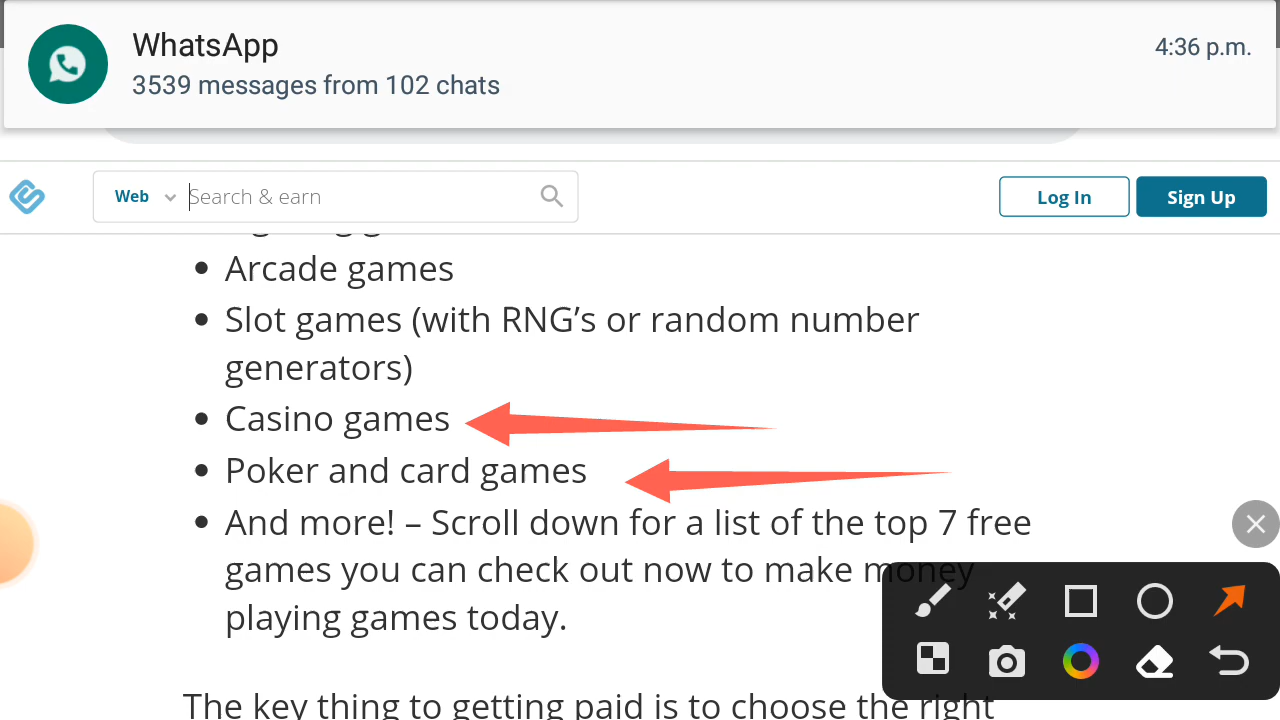 WhatsApp
4:36 p.m.
3539 messages from 102 chats
Web
Search & earn
Log In
Sign Up
Arcade games
Slot games (with RNG’s or random number
generators)
Casino games
Poker and card games
And more! – Scroll down for a list of the top 7 free
games you can check out now to make money
playing games today.
The key thing to getting paid is to choose the right